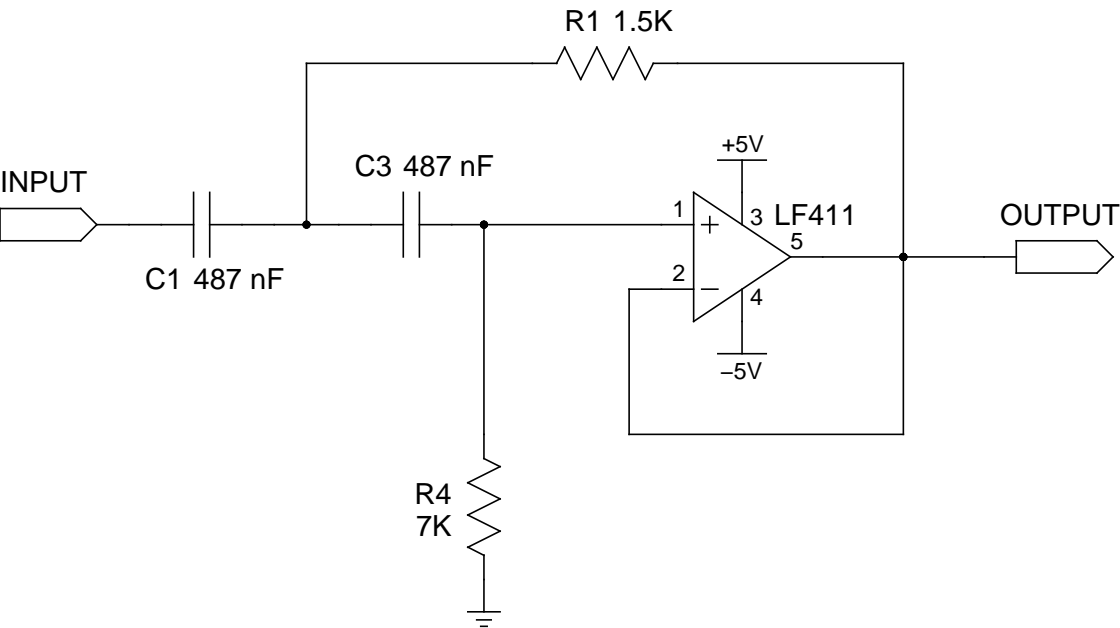 R1 1.5K
+5V
C3 487 nF
INPUT
1
+
3
LF411
OUTPUT
5
C1 487 nF
2
−
4
−5V
R4
7K